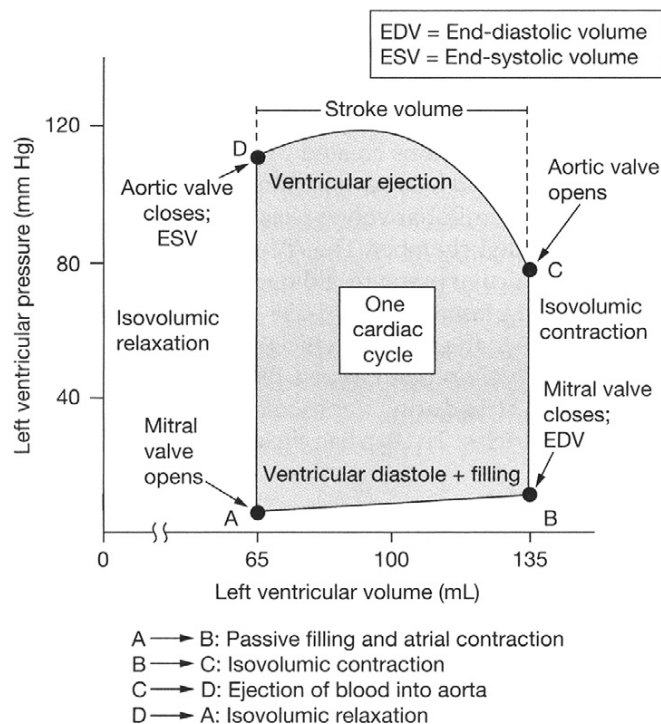 EDV = End-diastolic volume
ESV = End-systolic volume
Stroke volume
120
D
Aortic valve
closes;
ESV
Ventricular ejection
Aortic valve
opens
Left ventricular pressure (mm Hg)
80
C
Isovolumic
relaxation
One
cardiac
cycle
Isovolumic
contraction
40
Mitral
valve
opens
Mitral valve
closes;
EDV
Ventricular diastole + filling
A
B
0
65
100
135
Left ventricular volume (mL)
A → B: Passive filling and atrial contraction
B → C: Isovolumic contraction
C → D: Ejection of blood into aorta
D → A: Isovolumic relaxation